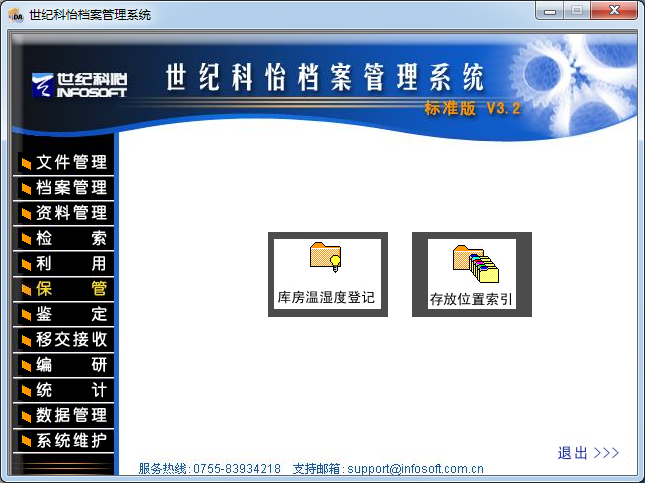 世纪科怡档案管理系统
世纪科怡
INFOSOFT
世纪科怡档案管理系统
标准版 V3.2
文件管理
档案管理
资料管理
检 索
利 用
保 管
鉴 定
移交接收
编 研
统 计
数据管理
系统维护
库房温湿度登记
存放位置索引
退出 >>>
服务热线:0755-83934218 支持邮箱:support@infosoft.com.cn